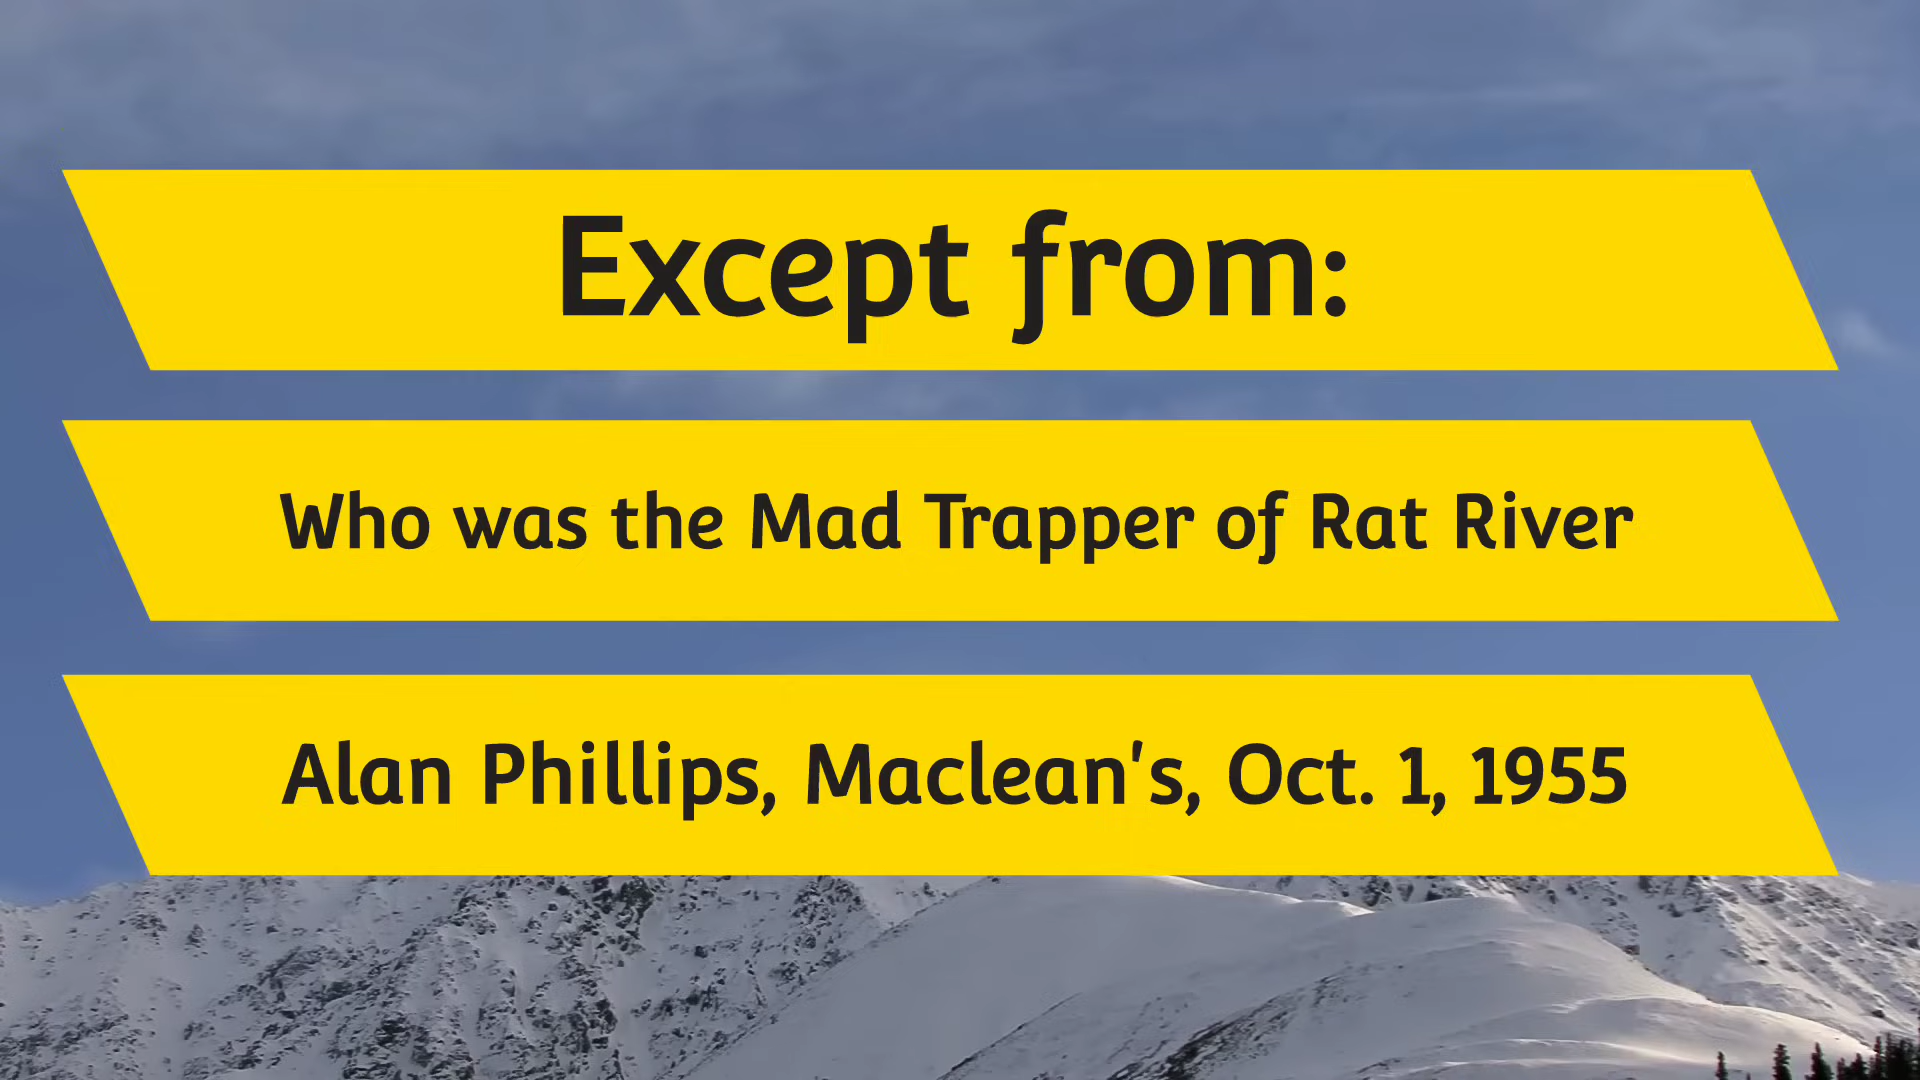 Except from:
Who was the Mad Trapper of Rat River
Alan Phillips, Maclean's, Oct. 1, 1955